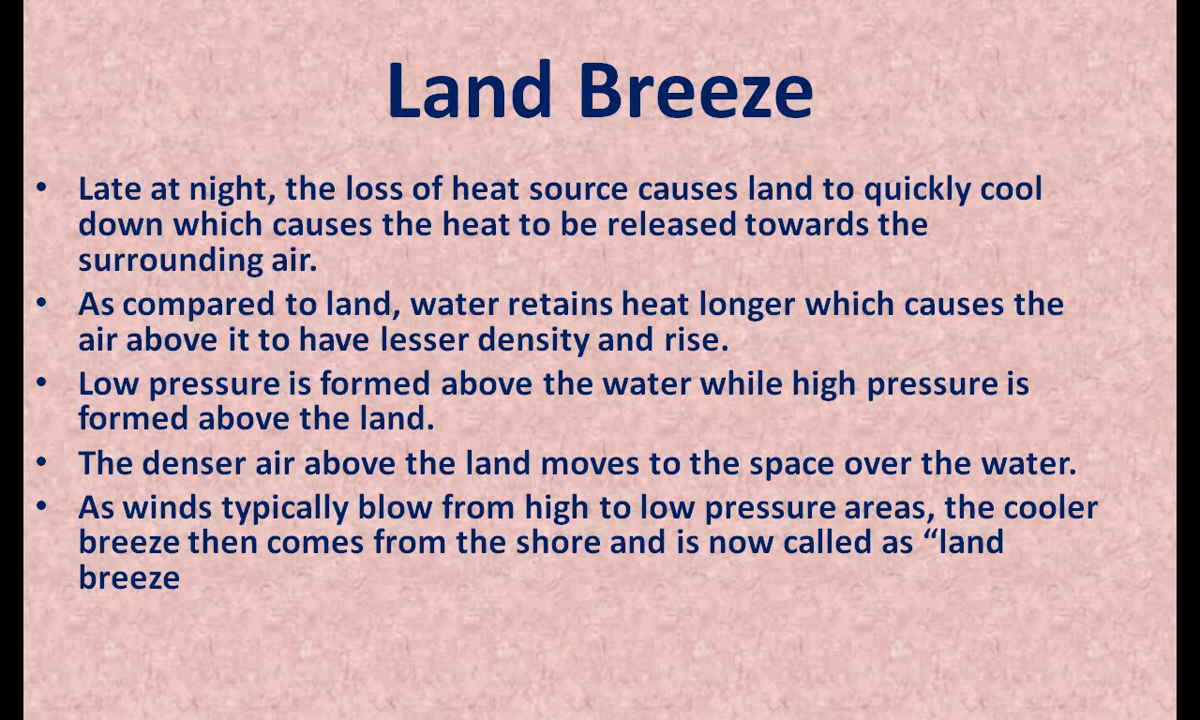 Land Breeze
• Late at night, the loss of heat source causes land to quickly cool
down which causes the heat to be released towards the
surrounding air.
• As compared to land, water retains heat longer which causes the
air above it to have lesser density and rise.
• Low pressure is formed above the water while high pressure is
formed above the land.
• The denser air above the land moves to the space over the water.
• As winds typically blow from high to low pressure areas, the cooler
breeze then comes from the shore and is now called as “land
breeze